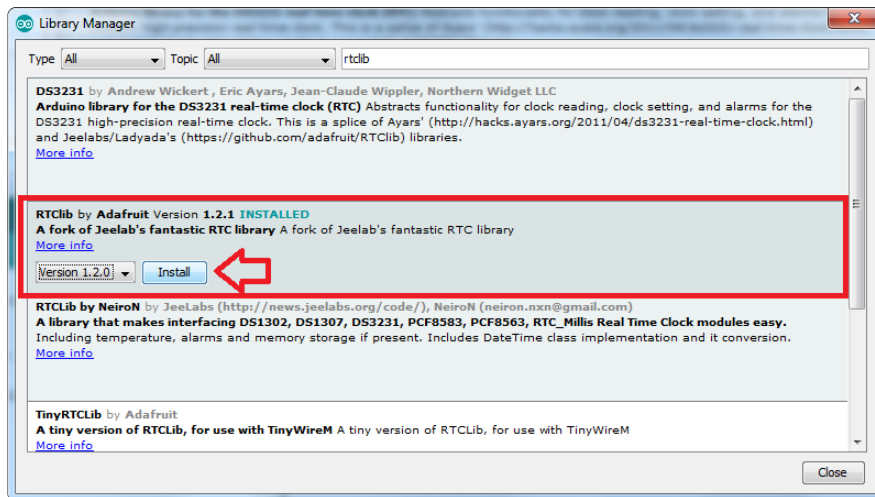 Library Manager
Type All Topic All rtclib
DS3231 by Andrew Wickert , Eric Ayars, Jean-Claude Wippler, Northern Widget LLC
Arduino library for the DS3231 real-time clock (RTC) Abstracts functionality for clock reading, clock setting, and alarms for the
DS3231 high-precision real-time clock. This is a splice of Ayars' (http://hacks.ayars.org/2011/04/ds3231-real-time-clock.html)
and Jeelabs/Ladyada's (https://github.com/adafruit/RTClib) libraries.
More info
RTClib by Adafruit Version 1.2.1 INSTALLED
A fork of Jeelab's fantastic RTC library A fork of Jeelab's fantastic RTC library
More info
Version 1.2.0 Install
RTCLib by NeiroN by JeeLabs (http://news.jeelabs.org/code/), NeiroN (neiron.nxn@gmail.com)
A library that makes interfacing DS1302, DS1307, DS3231, PCF8583, PCF8563, RTC_Millis Real Time Clock modules easy.
Including temperature, alarms and memory storage if present. Includes DateTime class implementation and it conversion.
More info
TinyRTCLib by Adafruit
A tiny version of RTCLib, for use with TinyWireM A tiny version of RTCLib, for use with TinyWireM
More info
Close